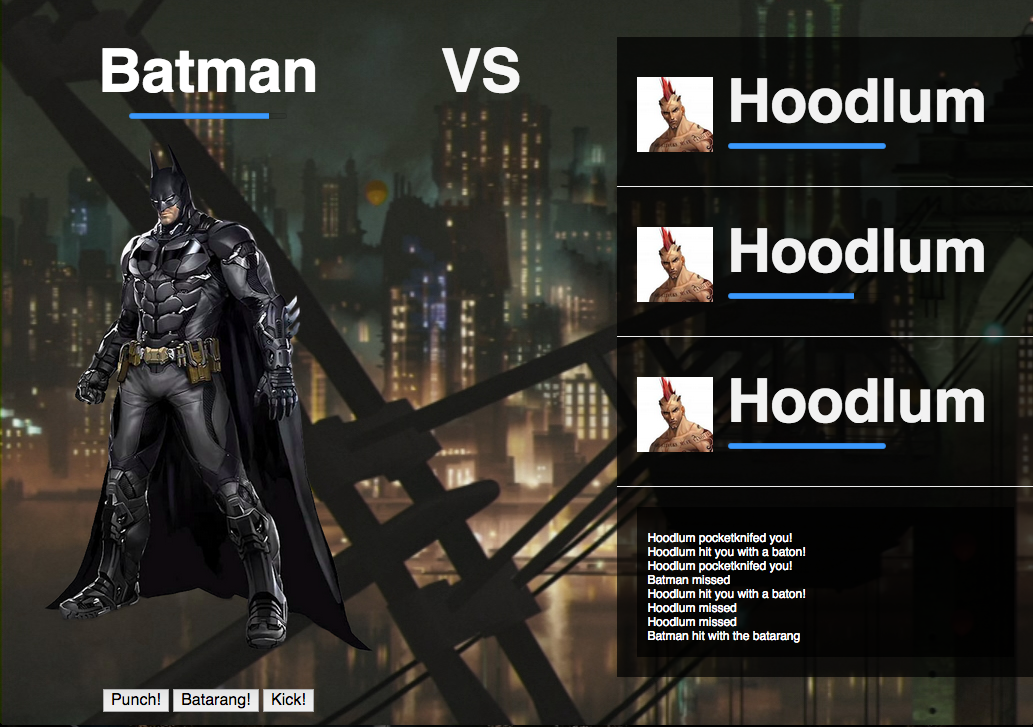 Batman
VS
Hoodlum
Hoodlum
Hoodlum
Hoodlum pocketknifed you!
Hoodlum hit you with a baton!
Hoodlum pocketknifed you!
Batman missed
Hoodlum hit you with a baton!
Hoodlum missed
Hoodlum missed
Batman hit with the batarang
Punch! Batarang! Kick!